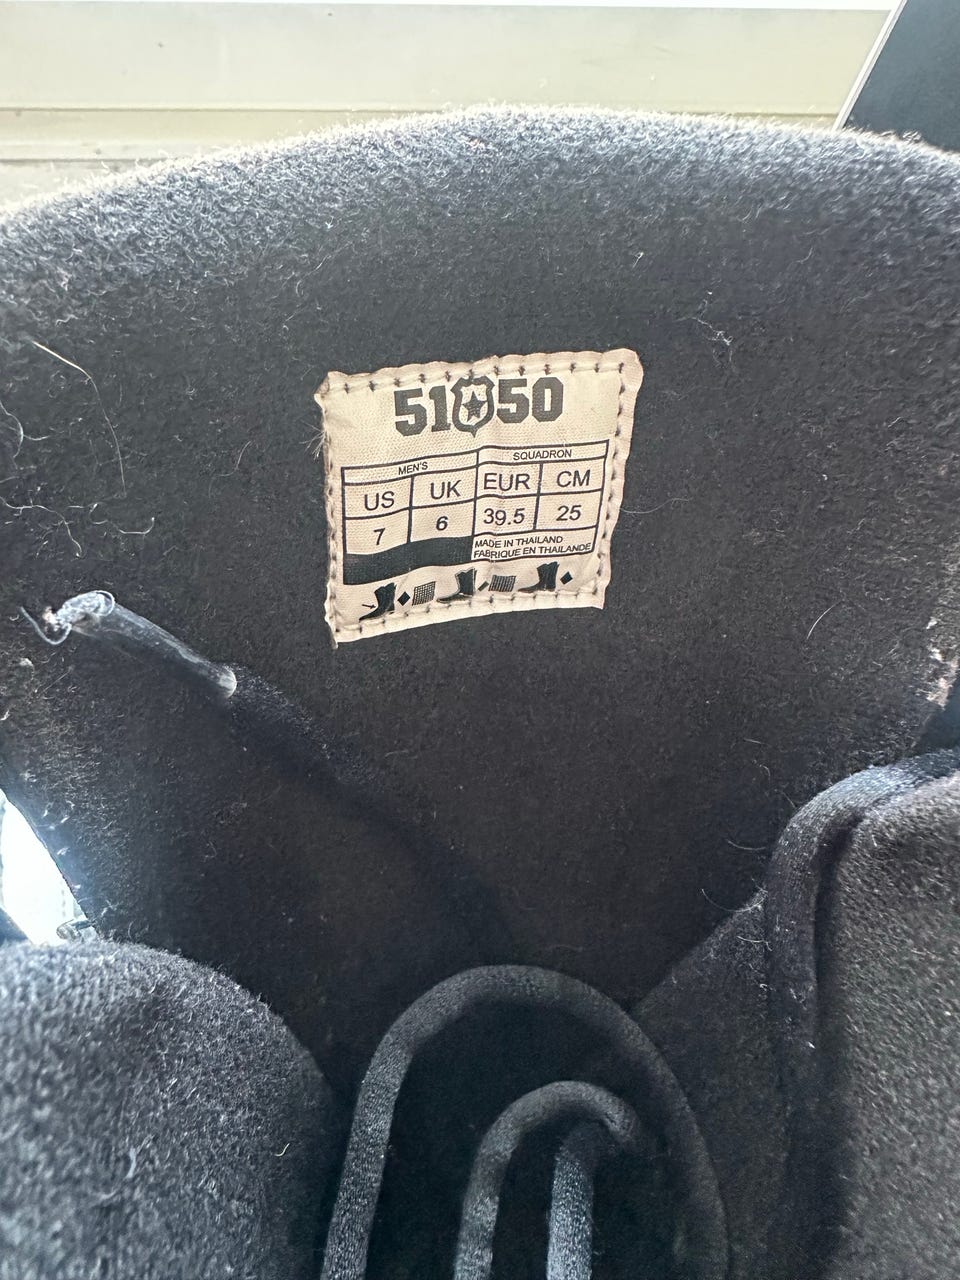 51 50
MEN'S SQUADRON
US UK EUR CM
7 6 39.5 25
MADE IN THAILAND
FABRIQUE EN THAILANDE